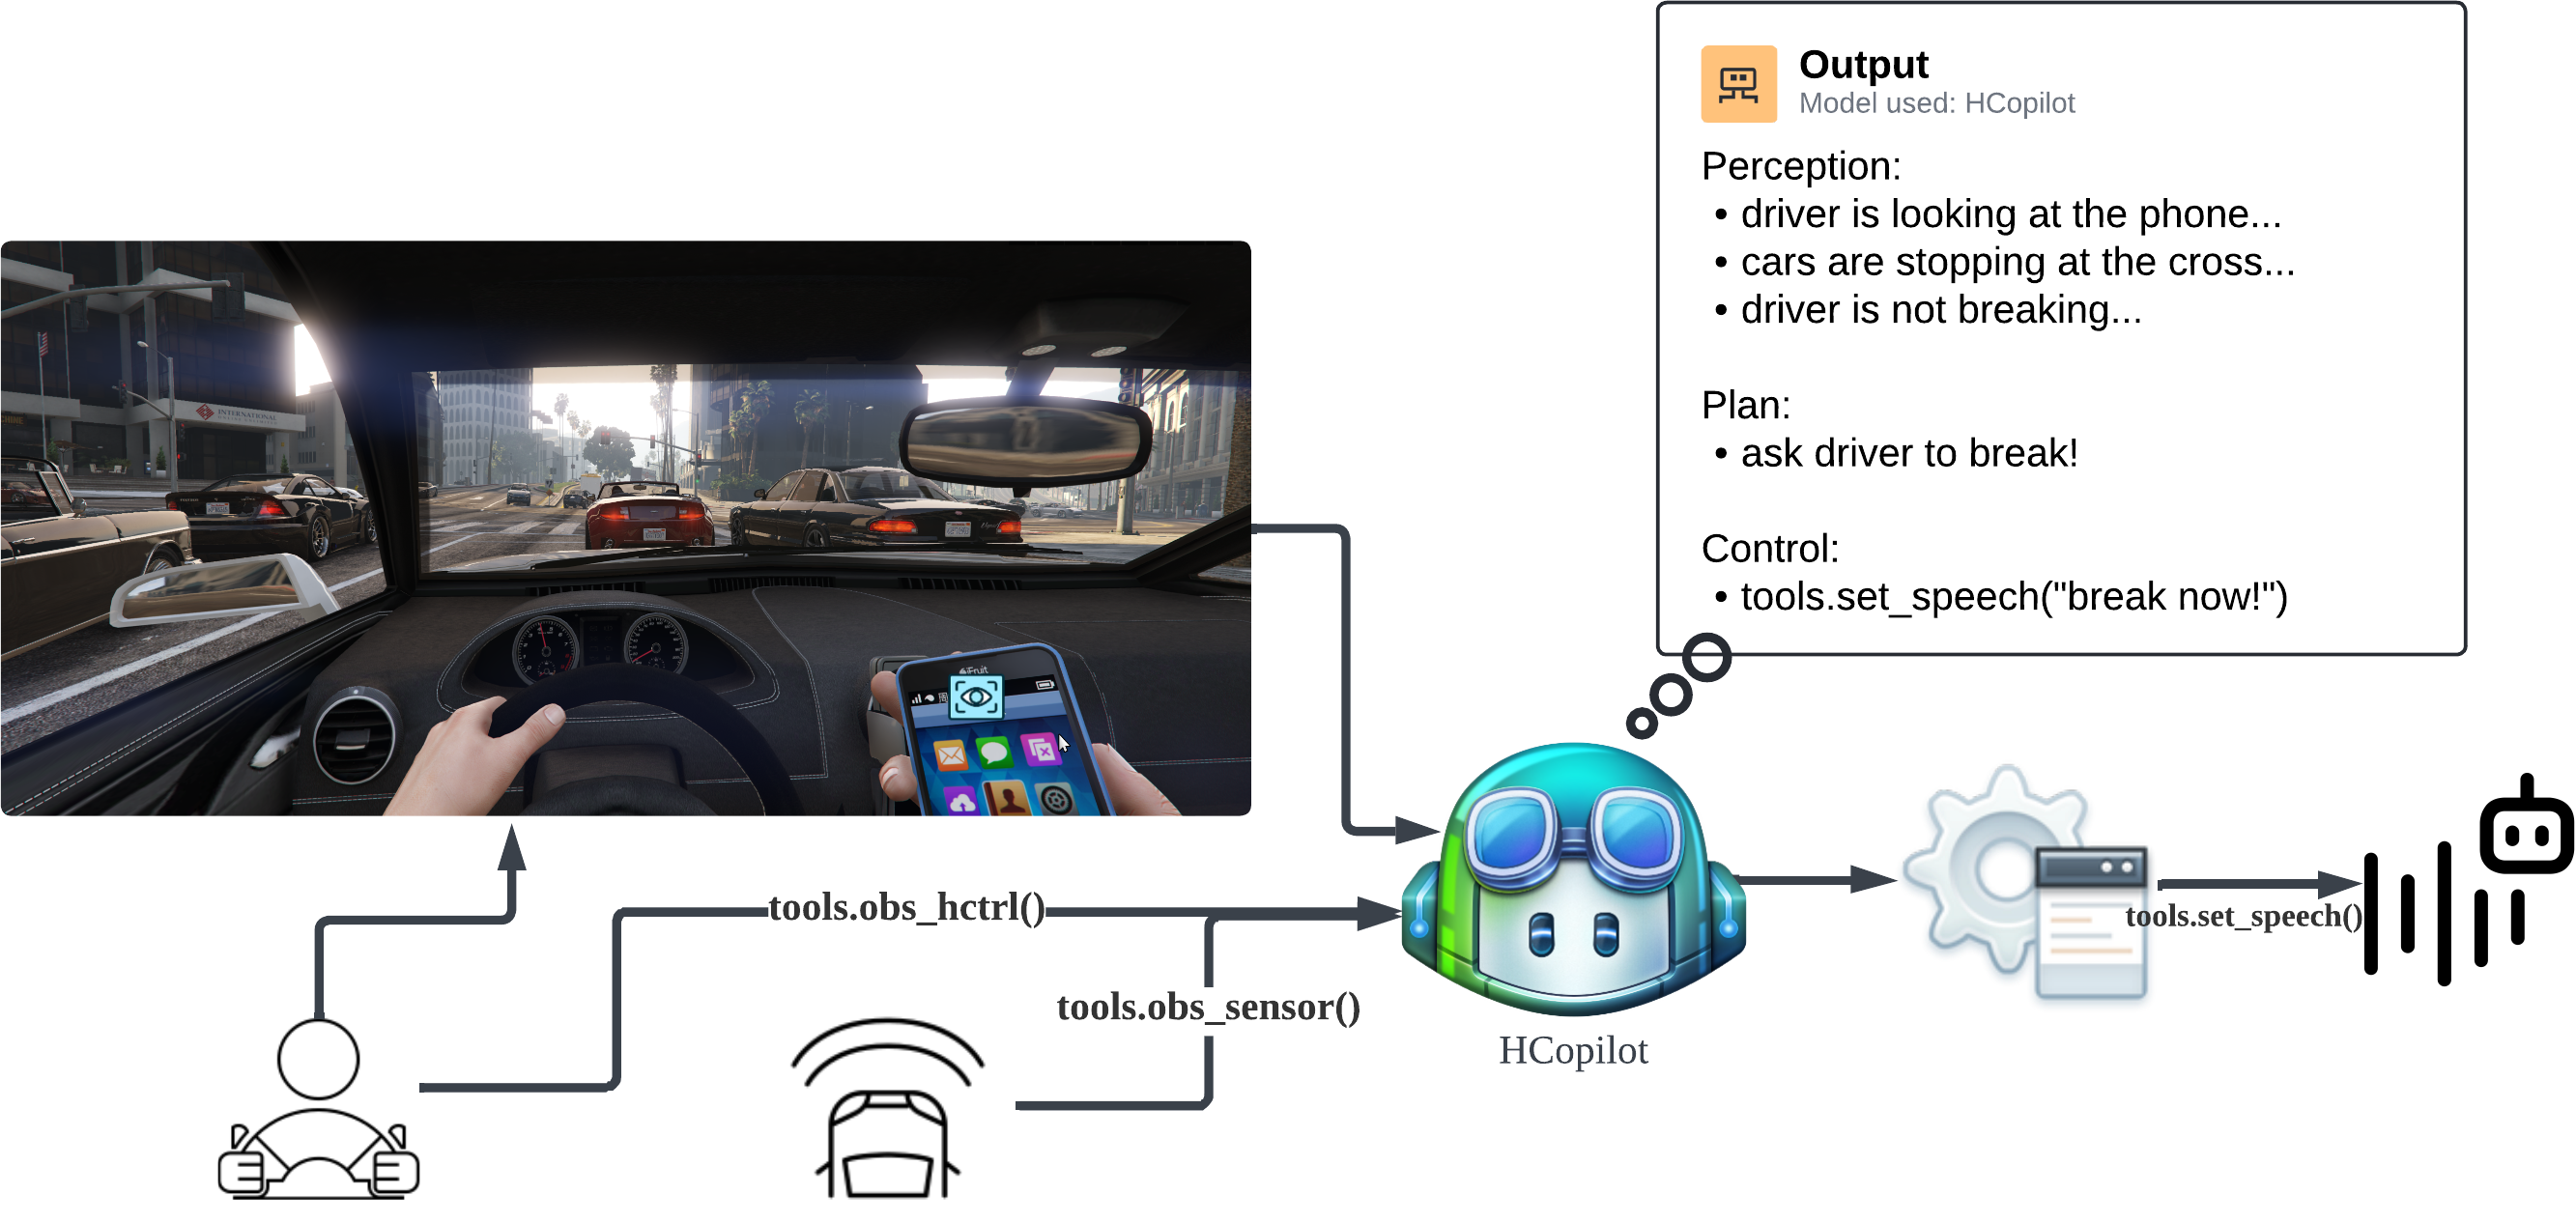 Output
Model used: HCopilot
Perception:
• driver is looking at the phone...
• cars are stopping at the cross...
• driver is not breaking...
Plan:
• ask driver to break!
Control:
• tools.set_speech("break now!")
INTERNATIONAL
iFruit
tools.obs_hctrl()
tools.set_speech()
tools.obs_sensor()
HCopilot